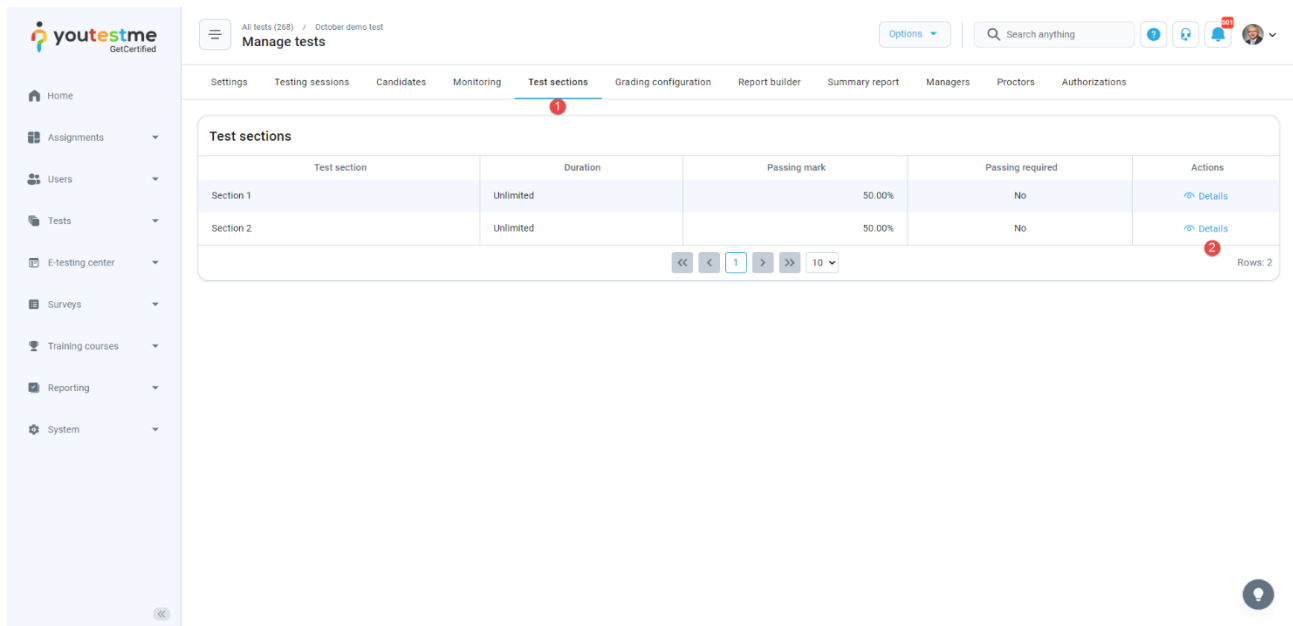 youtestme
GetCertified
All tests (268) / October demo test
Manage tests
Options
Search anything
?
501
Home
Assignments
Users
Tests
E-testing center
Surveys
Training courses
Reporting
System
Settings Testing sessions Candidates Monitoring Test sections Grading configuration Report builder Summary report Managers Proctors Authorizations
1
Test sections
Test section Duration Passing mark Passing required Actions
Section 1 Unlimited 50.00% No Details
Section 2 Unlimited 50.00% No Details
2
1 10 Rows: 2